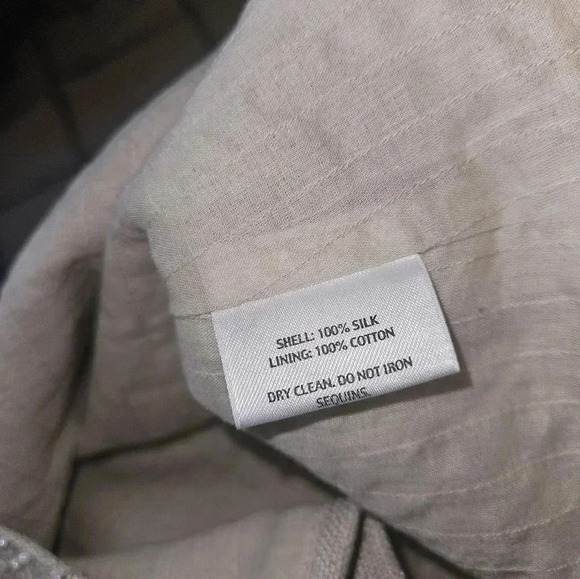 SHELL: 100% SILK
LINING: 100% COTTON
DRY CLEAN. DO NOT IRON
SEQUINS.